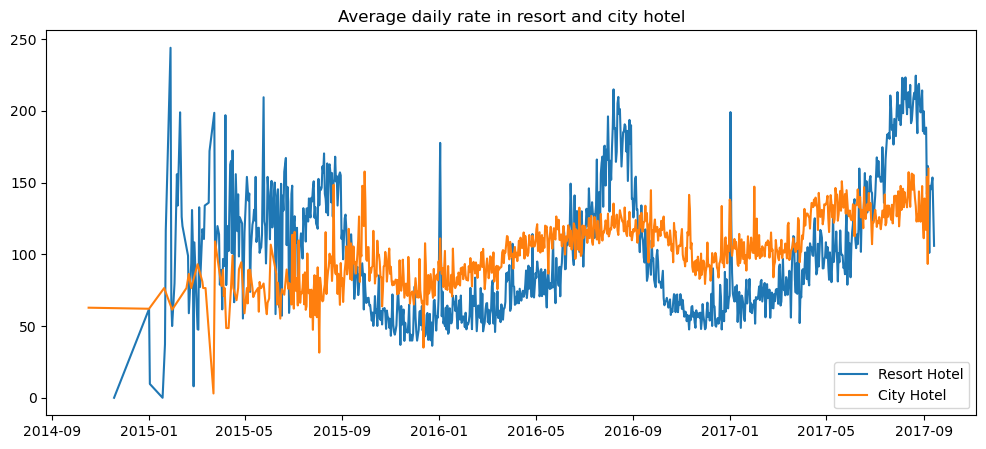 Average daily rate in resort and city hotel
250
200
150
100
50
0
Resort Hotel
City Hotel
2014-09 2015-01 2015-05 2015-09 2016-01 2016-05 2016-09 2017-01 2017-05 2017-09